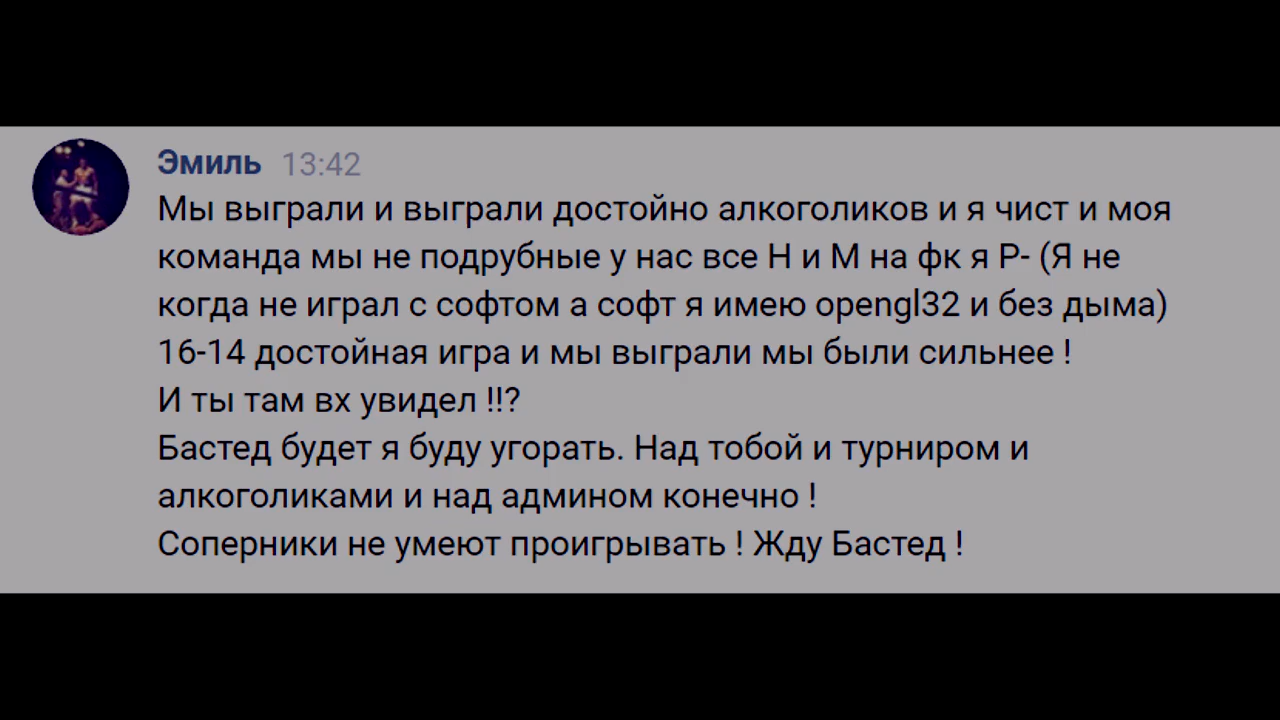 Эмиль 13:42
Мы выграли и выграли достойно алкоголиков и я чист и моя
команда мы не подрубные у нас все Н и М на фк я Р- (Я не
когда не играл с софтом а софт я имею opengl32 и без дыма)
16-14 достойная игра и мы выграли мы были сильнее !
И ты там вх увидел !!?
Бастед будет я буду угорать. Над тобой и турниром и
алкоголиками и над админом конечно !
Соперники не умеют проигрывать ! Жду Бастед !